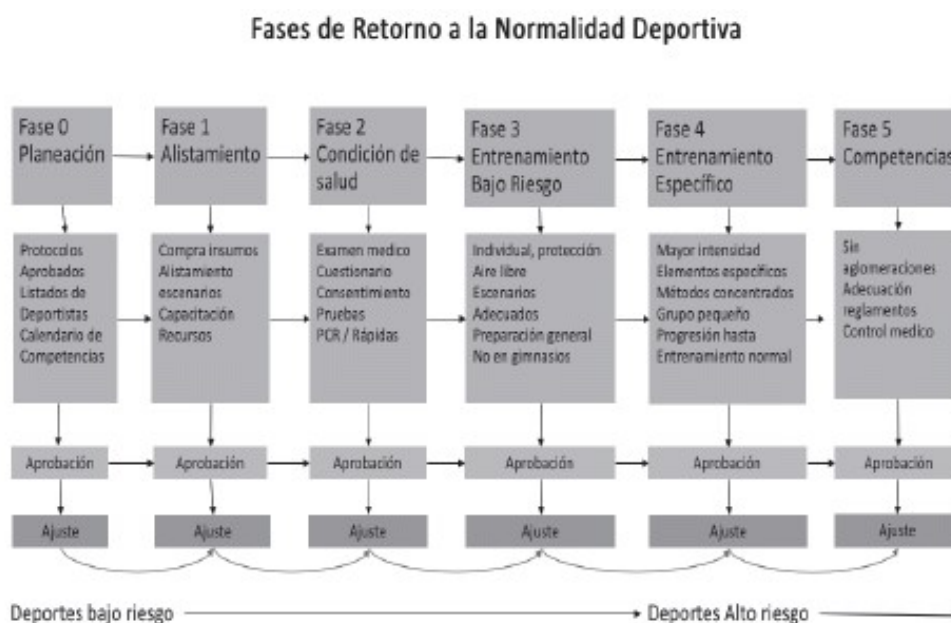 Fases de Retorno a la Normalidad Deportiva
Fase 0
Planeación
Fase 1
Alistamiento
Fase 2
Condición de
salud
Fase 3
Entrenamiento
Bajo Riesgo
Fase 4
Entrenamiento
Específico
Fase 5
Competencias
Protocolos
Aprobados
Listados de
Deportistas
Calendario de
Competencias
Compra insumos
Alistamiento
escenarios
Capacitación
Recursos
Examen medico
Cuestionario
Consentimiento
Pruebas
PCR / Rápidas
Individual, protección
Aire libre
Escenarios
Adecuados
Preparación general
No en gimnasios
Mayor intensidad
Elementos específicos
Métodos concentrados
Grupo pequeño
Progresión hasta
Entrenamiento normal
Sin
aglomeraciones
Adecuación
reglamentos
Control medico
Aprobación
Aprobación
Aprobación
Aprobación
Aprobación
Aprobación
Ajuste
Ajuste
Ajuste
Ajuste
Ajuste
Ajuste
Deportes bajo riesgo
Deportes Alto riesgo